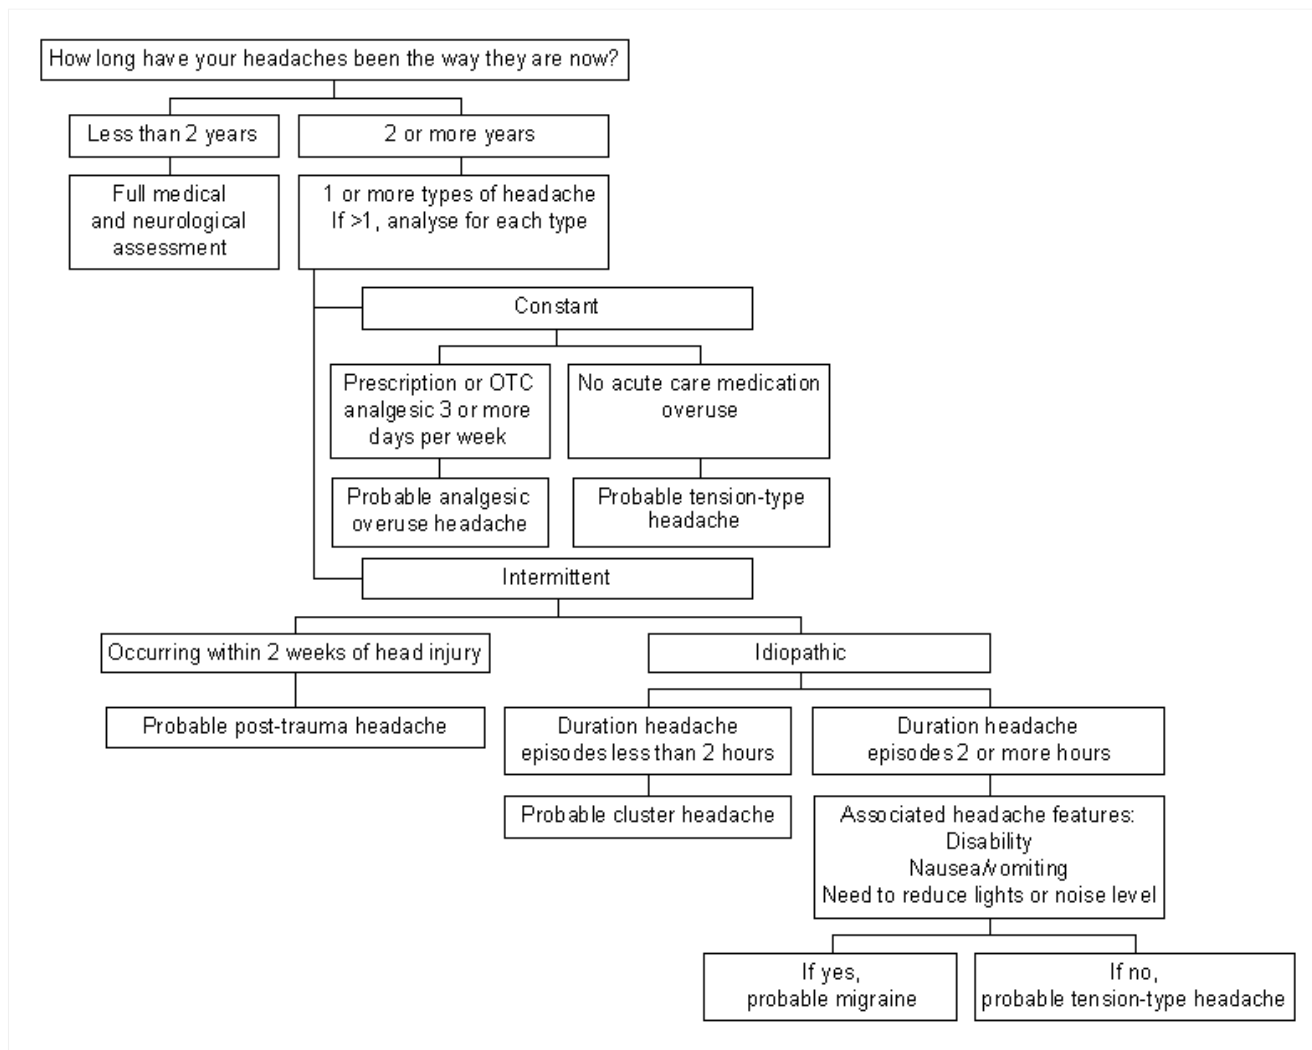 How long have your headaches been the way they are now?
Less than 2 years
2 or more years
Full medical
and neurological
assessment
1 or more types of headache
If >1, analyse for each type
Constant
Prescription or OTC
analgesic 3 or more
days per week
No acute care medication
overuse
Probable analgesic
overuse headache
Probable tension-type
headache
Intermittent
Occurring within 2 weeks of head injury
Idiopathic
Probable post-trauma headache
Duration headache
episodes less than 2 hours
Duration headache
episodes 2 or more hours
Probable cluster headache
Associated headache features:
Disability
Nausea/vomiting
Need to reduce lights or noise level
If yes,
probable migraine
If no,
probable tension-type headache